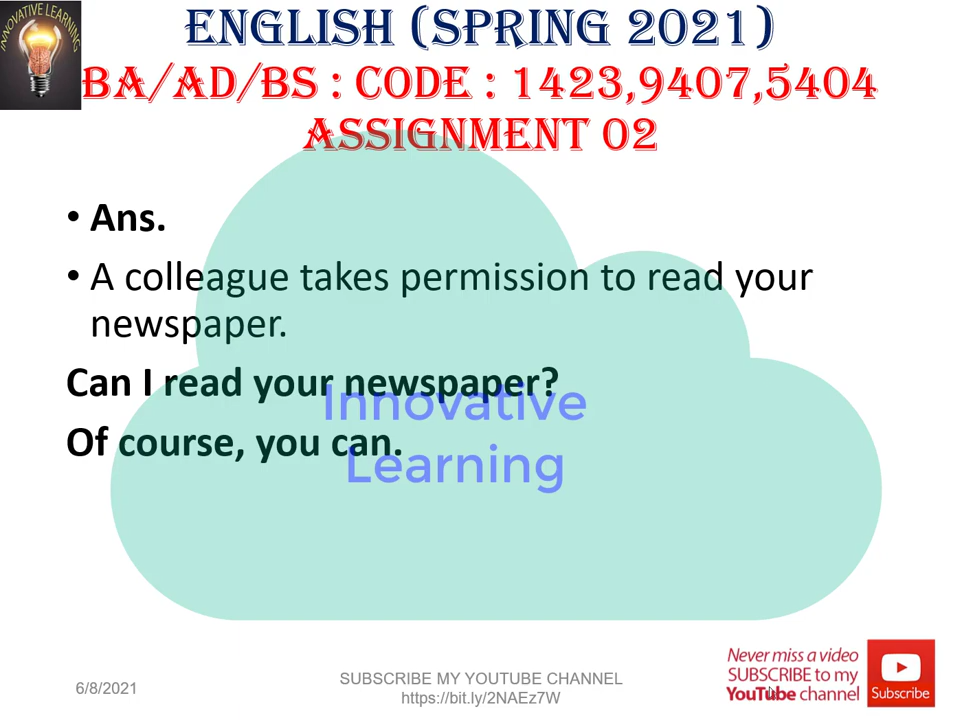 INNOVATIVE LEARNING
ENGLISH (SPRING 2021)
BA/AD/BS : CODE : 1423,9407,5404
ASSIGNMENT 02
• Ans.
• A colleague takes permission to read your
newspaper.
Can I read your newspaper?
Of course, you can.
Innovative
Learning
6/8/2021
SUBSCRIBE MY YOUTUBE CHANNEL
https://bit.ly/2NAEz7W
Never miss a video
SUBSCRIBE to my
YouTube channel
Subscribe